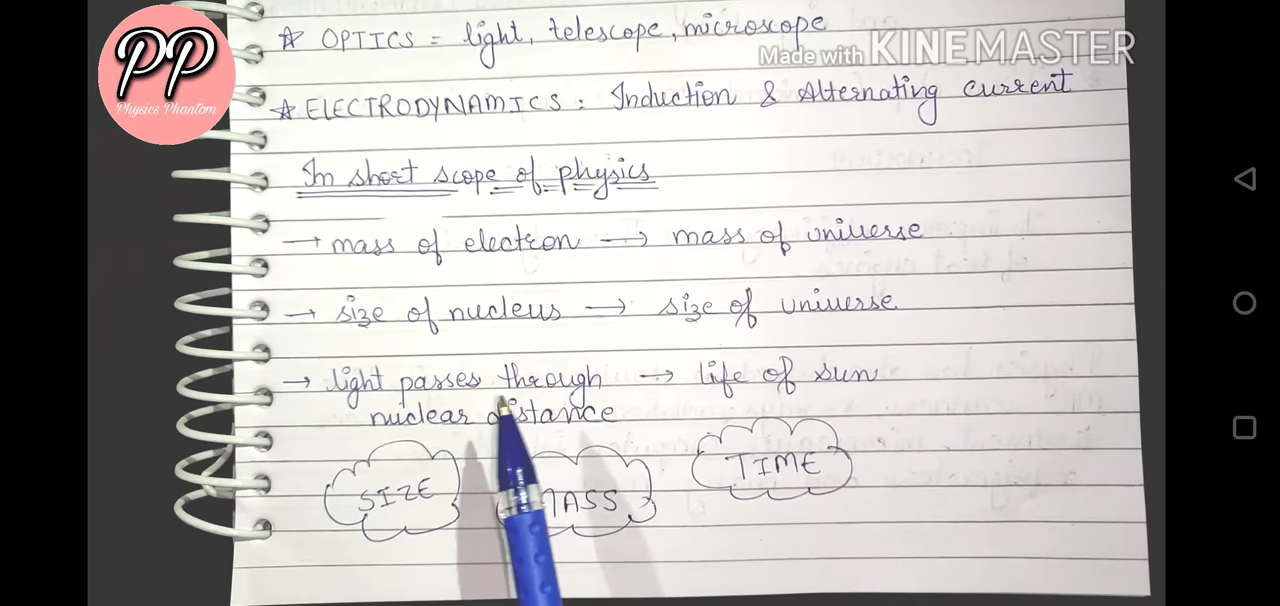 PP
Physics Phantom
Made with KINEMASTER
☆ OPTICS = light, telescope, microscope
☆ ELECTRODYNAMICS : Induction & Alternating current
In short scope of physics
→ mass of electron → mass of universe
→ size of nucleus → size of universe
→ light passes through → life of sun
nuclear distance
SIZE MASS TIME